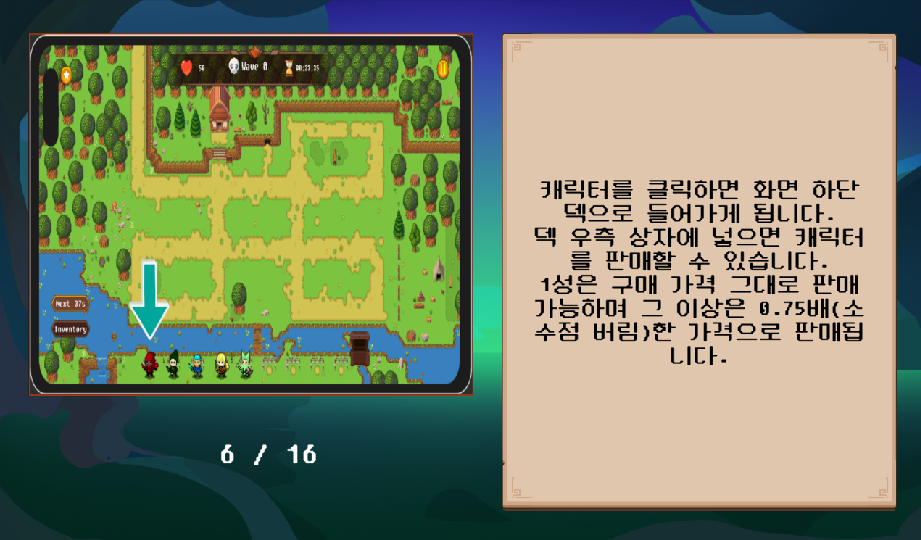 50
Wave 0
00:22:25
Next 37s
Inventory
6 / 16
캐릭터를 클릭하면 화면 하단
덱으로 들어가게 됩니다.
덱 우측 상자에 넣으면 캐릭터
를 판매할 수 있습니다.
1성은 구매 가격 그대로 판매
가능하며 그 이상은 0.75배(소
수점 버림)한 가격으로 판매됩
니다.